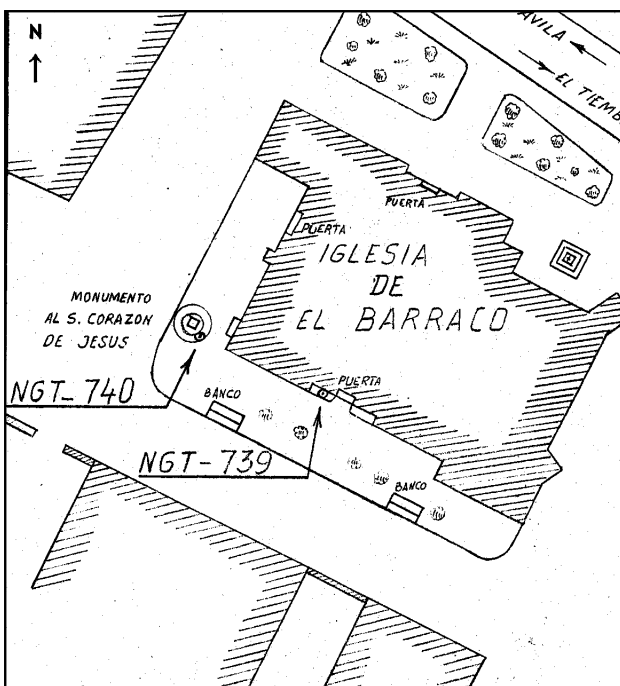 N
AVILA
EL TIEMB
PUERTA
PUERTA
IGLESIA
DE
EL BARRACO
MONUMENTO
AL S. CORAZON
DE JESUS
NGT-740
BANCO
PUERTA
NGT-739
BANCO